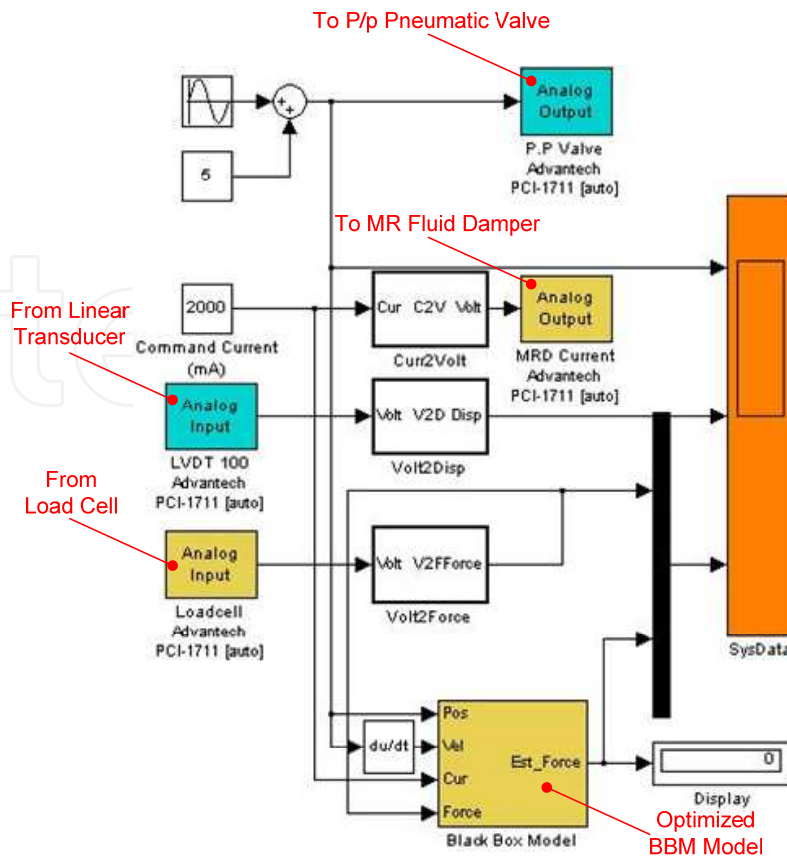 To P/p Pneumatic Valve
Analog
Output
P.P Valve
Advantech
PCI-1711 [auto]
5
To MR Fluid Damper
From Linear
Transducer
2000
Command Current
(mA)
Cur C2V Volt
Curr2Volt
Analog
Output
MRD Current
Advantech
PCI-1711 [auto]
Analog
Input
LVDT 100
Advantech
PCI-1711 [auto]
Volt V2D Disp
Volt2Disp
From
Load Cell
Analog
Input
Loadcell
Advantech
PCI-1711 [auto]
Volt V2FForce
Volt2Force
SysData
Pos
du/dt
Vel
Cur
Force
Est_Force
Black Box Model
0
Display
Optimized
BBM Model